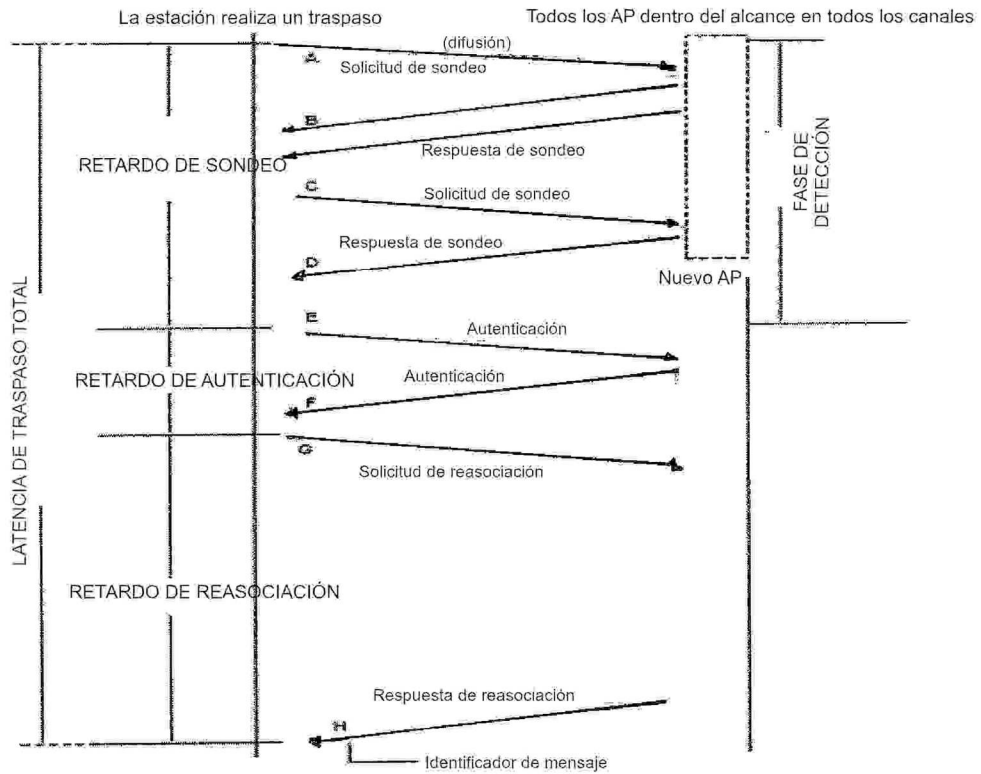 La estación realiza un traspaso
Todos los AP dentro del alcance en todos los canales
(difusión)
A
Solicitud de sondeo
B
Respuesta de sondeo
RETARDO DE SONDEO
C
Solicitud de sondeo
Respuesta de sondeo
D
FASE DE
DETECCIÓN
Nuevo AP
E
Autenticación
RETARDO DE AUTENTICACIÓN
Autenticación
F
G
Solicitud de reasociación
LATENCIA DE TRASPASO TOTAL
RETARDO DE REASOCIACIÓN
Respuesta de reasociación
H
Identificador de mensaje